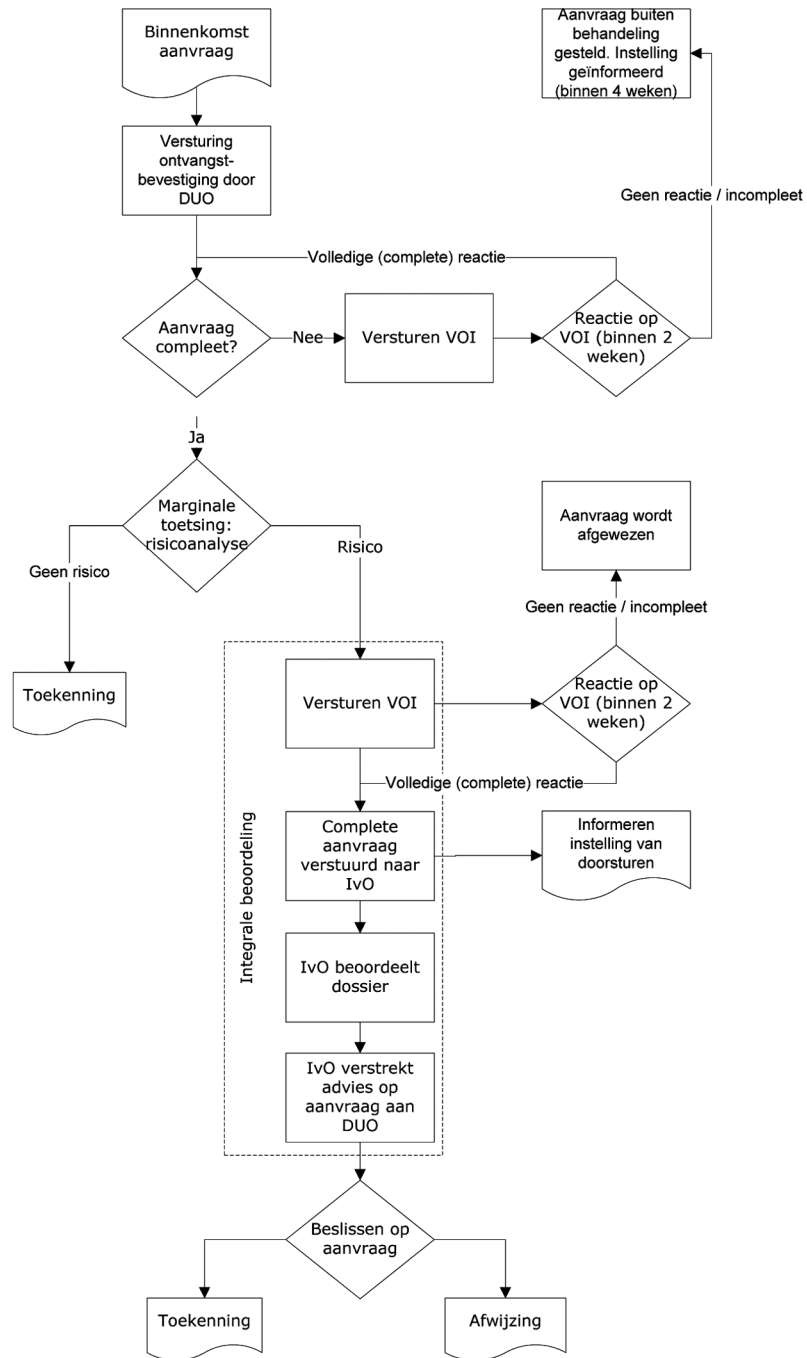 Binnenkomst
aanvraag
Aanvraag buiten
behandeling
gesteld. Instelling
geïnformeerd
(binnen 4 weken)
Versturing
ontvangst-
bevestiging door
DUO
Geen reactie / incompleet
Volledige (complete) reactie
Aanvraag
compleet?
Nee
Versturen VOI
Reactie op
VOI (binnen 2
weken)
Ja
Marginale
toetsing:
risicoanalyse
Geen risico
Risico
Aanvraag wordt
afgewezen
Geen reactie / incompleet
Toekenning
Versturen VOI
Reactie op
VOI (binnen 2
weken)
Volledige (complete) reactie
Integrale beoordeling
Complete
aanvraag
verstuurd naar
IvO
Informeren
instelling van
doorsturen
IvO beoordeelt
dossier
IvO verstrekt
advies op
aanvraag aan
DUO
Beslissen op
aanvraag
Toekenning
Afwijzing